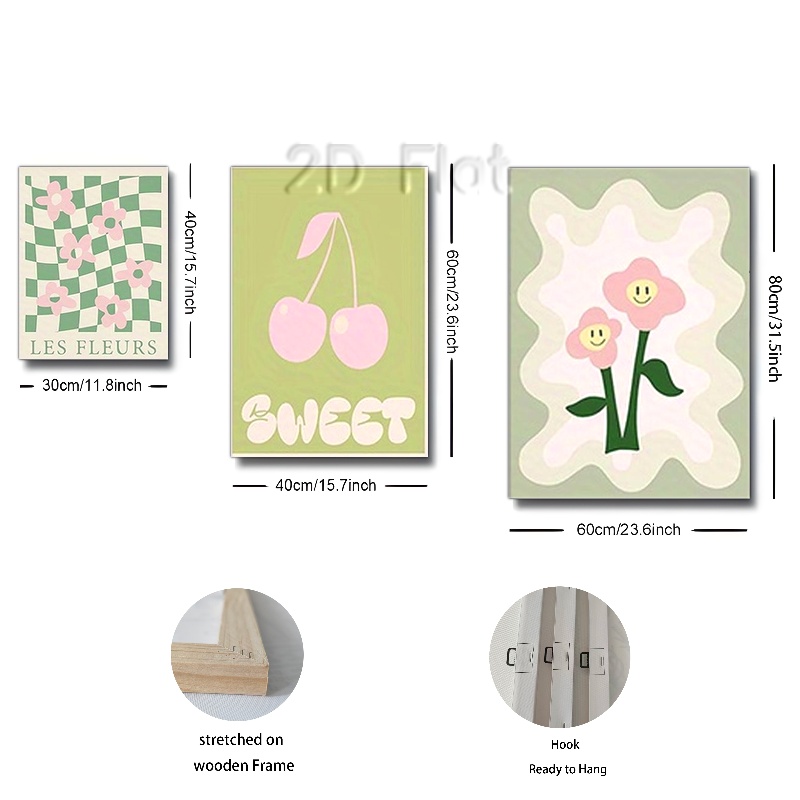 2D Flat
LES FLEURS
SWEET
40cm/15.7inch
60cm/23.6inch
80cm/31.5inch
30cm/11.8inch
40cm/15.7inch
60cm/23.6inch
stretched on
wooden Frame
Hook
Ready to Hang